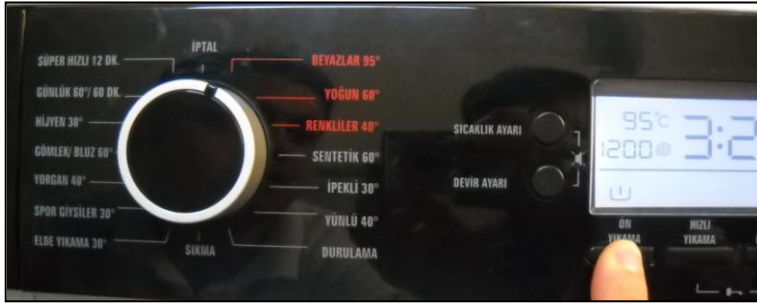 İPTAL
SÜPER HIZLI 12 DK.
GÜNLÜK 60°/ 60 DK.
HİJYEN 30°
GÖMLEK/ BLUZ 60°
YORGAN 40°
SPOR GİYSİLER 30°
ELDE YIKAMA 30°
SIKMA
BEYAZLAR 95°
YOĞUN 60°
RENKLİLER 40°
SENTETİK 60°
İPEKLİ 30°
YÜNLÜ 40°
DURULAMA
SICAKLIK AYARI
DEVİR AYARI
95°C
1200
3:2
ÖN
YIKAMA
HIZLI
YIKAMA